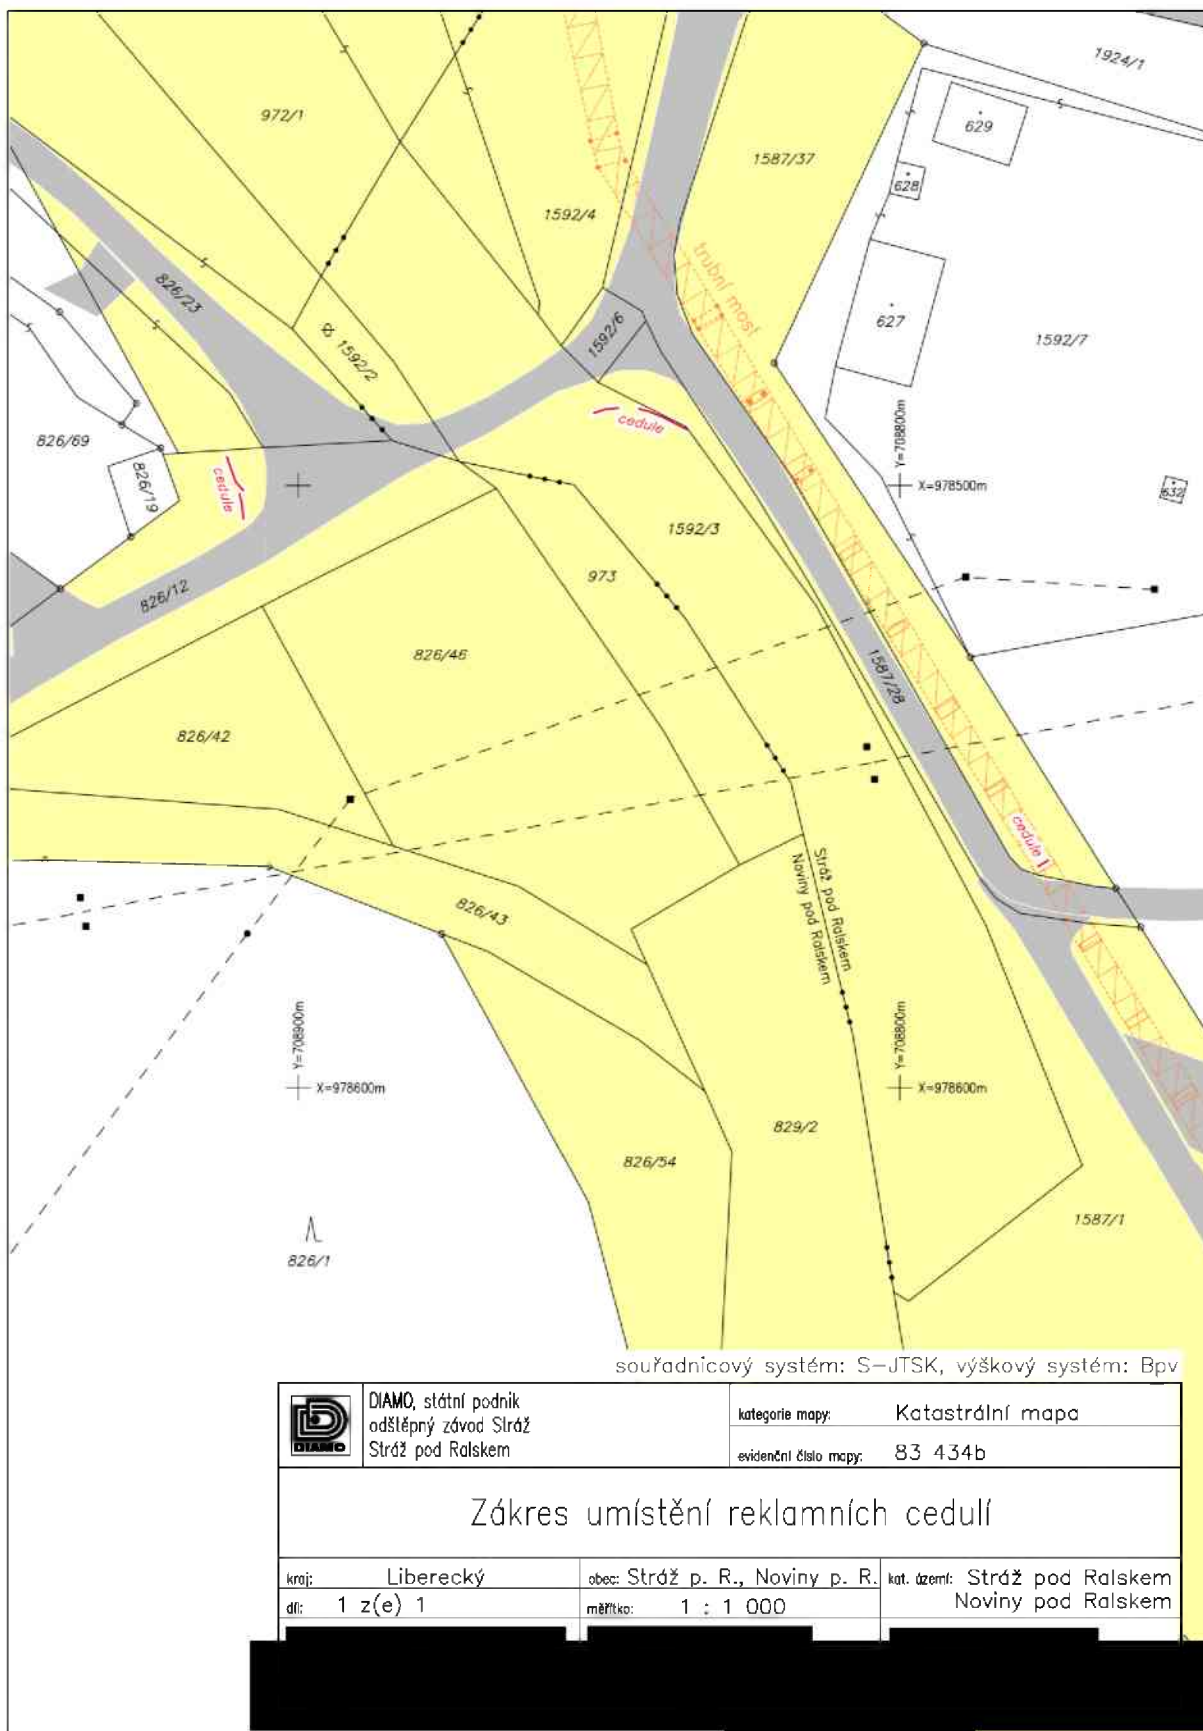 1924/1
972/1
629
1587/37
628
1592/4
trubní most
826/23
627
1592/6
1592/7
1592/2
cedule
826/69
Y=708800m
826/19
cedule
X=978500m
632
1592/3
973
826/12
826/46
1587/28
826/42
cedule
Stráž pod Ralskem
Noviny pod Ralskem
826/43
Y=708900m
X=978600m
Y=708800m
X=978600m
829/2
826/54
1587/1
826/1
souřadnicový systém: S-JTSK, výškový systém: Bpv
DIAMO
DIAMO, státní podnik
odštěpný závod Stráž
Stráž pod Ralskem
kategorie mapy: Katastrální mapa
evidenční číslo mapy: 83 434b
Zákres umístění reklamních cedulí
kraj: Liberecký
obec: Stráž p. R., Noviny p. R.
kat. území: Stráž pod Ralskem
Noviny pod Ralskem
díl: 1 z(e) 1
měřítko: 1 : 1 000